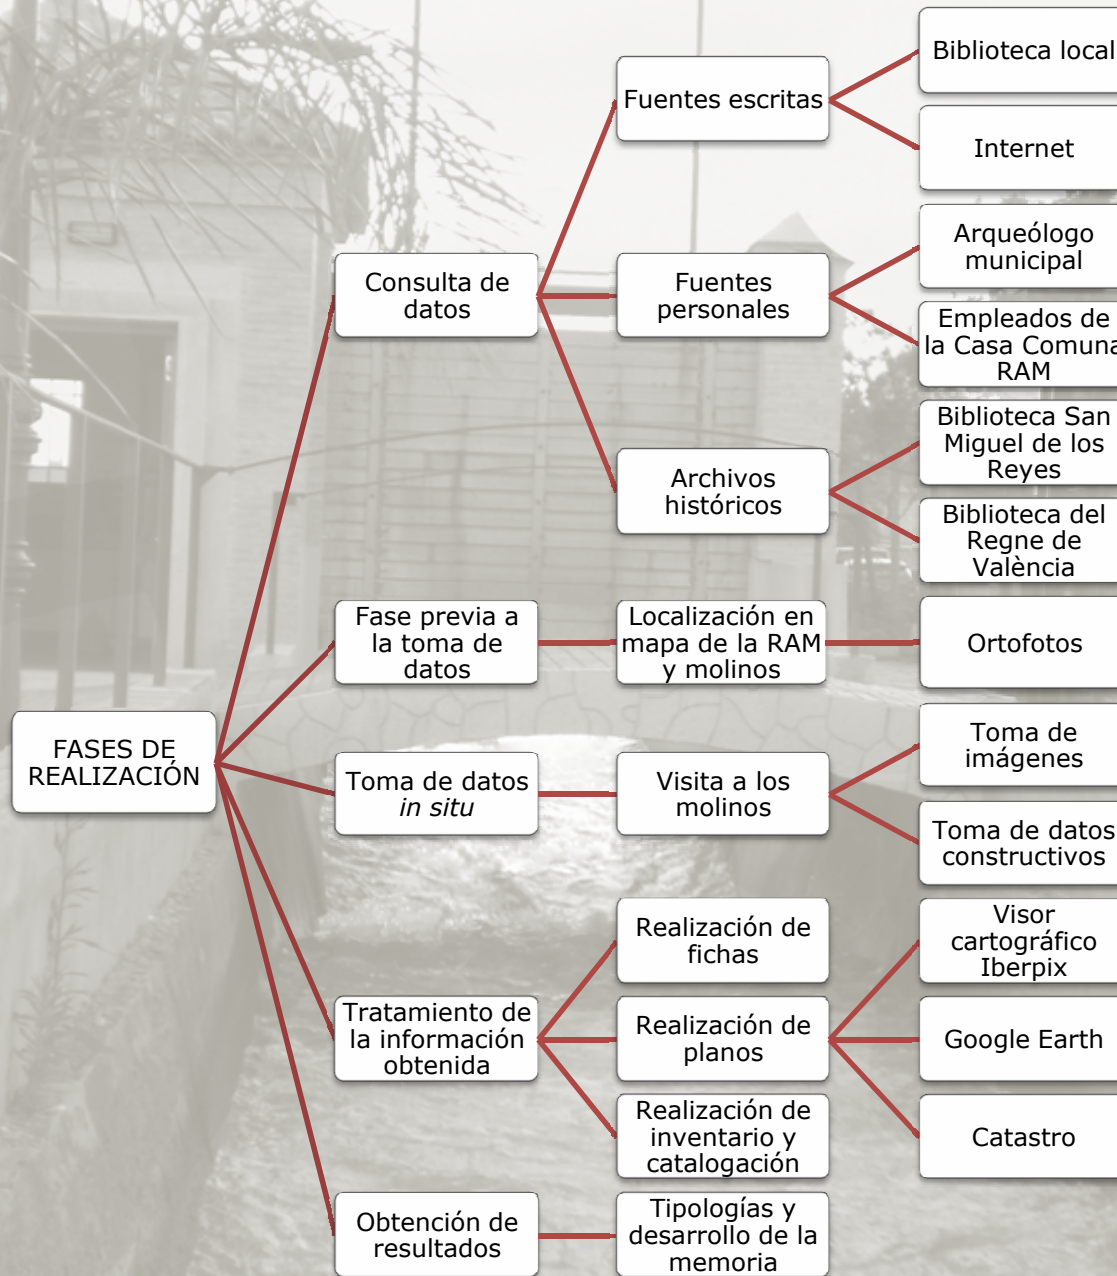 FASES DE
REALIZACIÓN
Consulta de
datos
Fuentes escritas
Biblioteca local
Internet
Fuentes
personales
Arqueólogo
municipal
Empleados de
la Casa Comuna
RAM
Archivos
históricos
Biblioteca San
Miguel de los
Reyes
Biblioteca del
Regne de
València
Fase previa a
la toma de
datos
Localización en
mapa de la RAM
y molinos
Ortofotos
Toma de datos
in situ
Visita a los
molinos
Toma de
imágenes
Toma de datos
constructivos
Tratamiento de
la información
obtenida
Realización de
fichas
Realización de
planos
Visor
cartográfico
Iberpix
Google Earth
Catastro
Realización de
inventario y
catalogación
Obtención de
resultados
Tipologías y
desarrollo de la
memoria